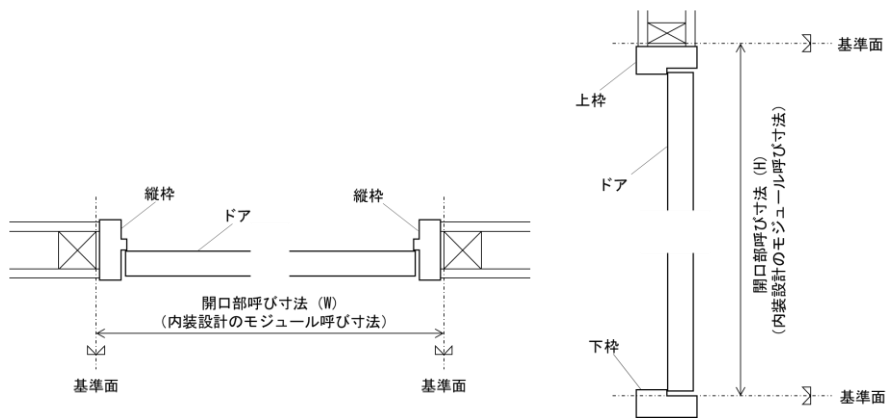 縦枠
ドア
縦枠
開口部呼び寸法 (W)
(内装設計のモジュール呼び寸法)
基準面
基準面
基準面
上枠
ドア
開口部呼び寸法 (H)
(内装設計のモジュール呼び寸法)
下枠
基準面